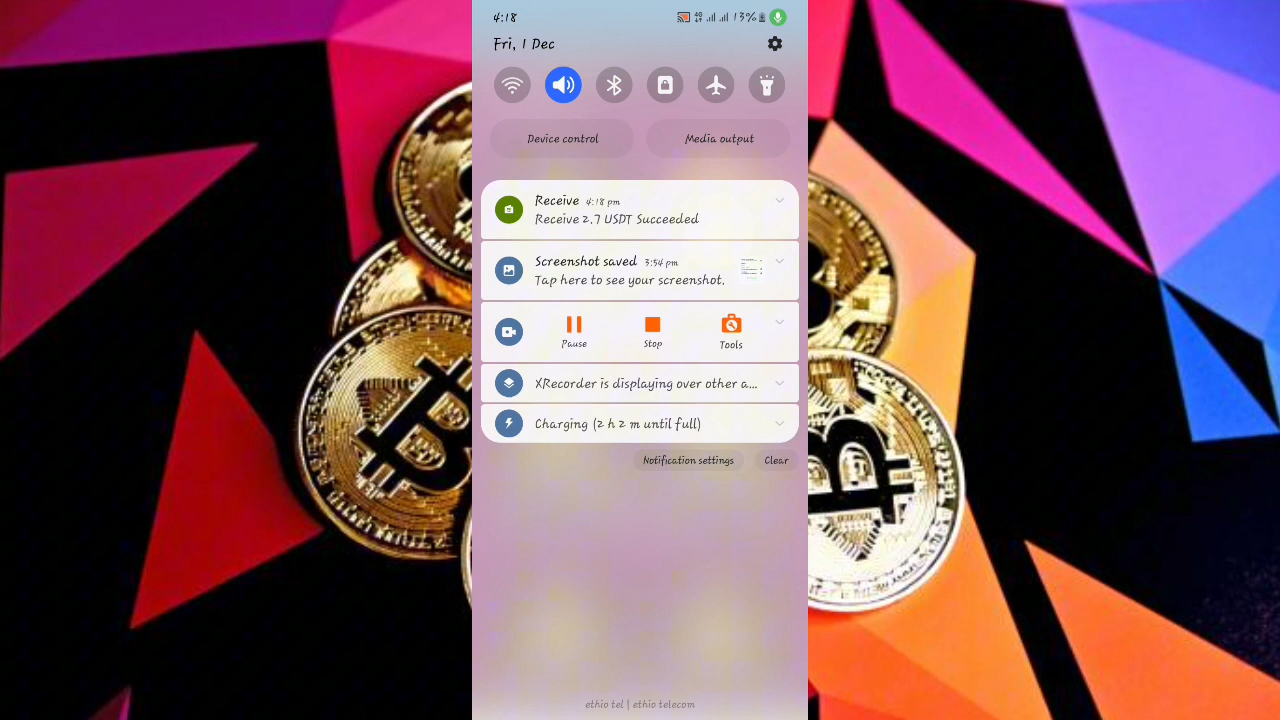 4:18
13%
Fri, 1 Dec
Device control
Media output
Receive 4:18 pm
Receive 2.7 USDT Succeeded
Screenshot saved 3:54 pm
Tap here to see your screenshot.
Pause
Stop
Tools
XRecorder is displaying over other a...
Charging (2 h 2 m until full)
Notification settings
Clear
ethio tel | ethio telecom